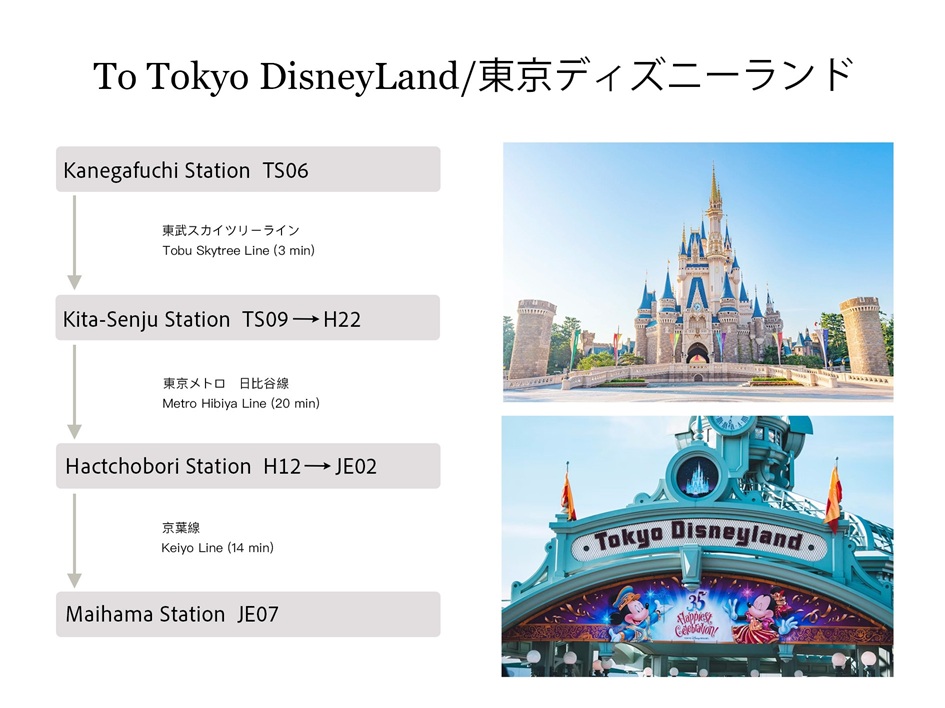 To Tokyo DisneyLand/東京ディズニーランド
Kanegafuchi Station TS06
東武スカイツリーライン
Tobu Skytree Line (3 min)
Kita-Senju Station TS09→H22
東京メトロ 日比谷線
Metro Hibiya Line (20 min)
Hactchobori Station H12→JE02
京葉線
Keiyo Line (14 min)
Maihama Station JE07
• Tokyo Disneyland •
35
Happiest
Celebration!